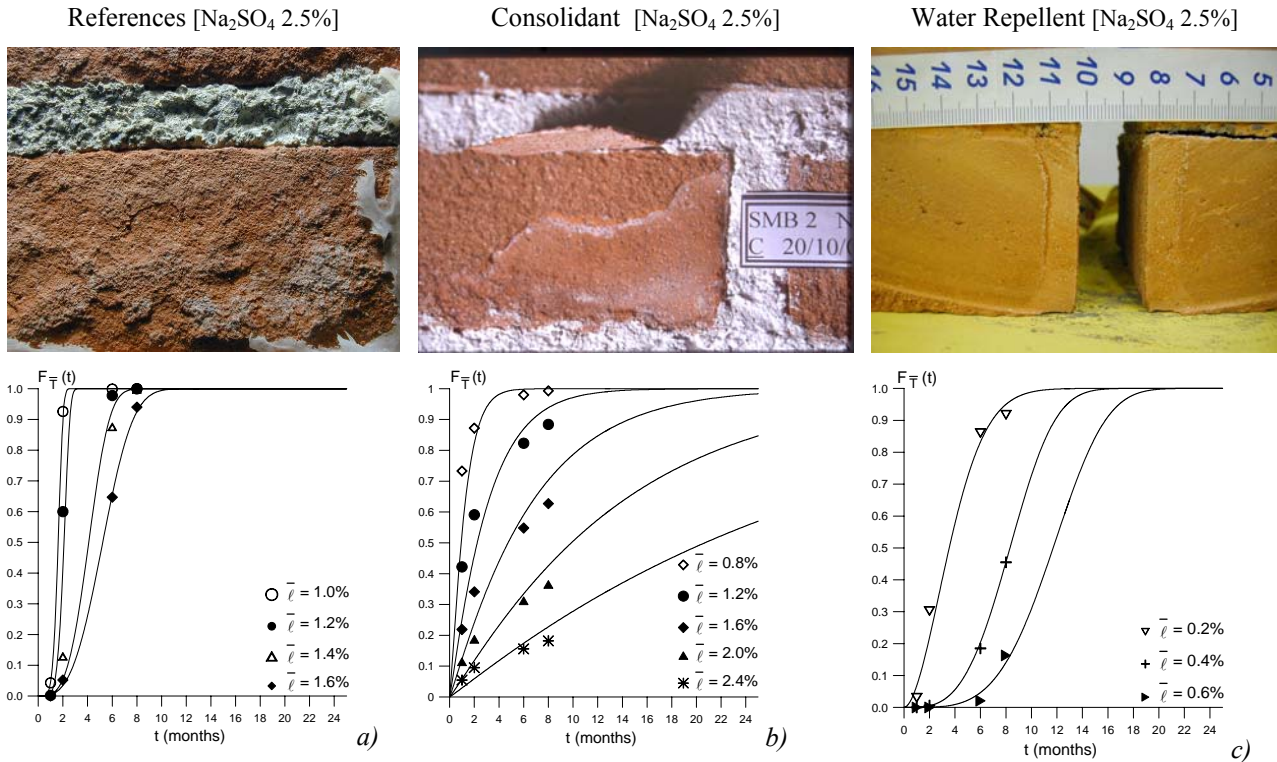 References [Na₂SO₄ 2.5%]
Consolidant [Na₂SO₄ 2.5%]
Water Repellent [Na₂SO₄ 2.5%]
SMB 2 N
C 20/10/0
16 15 14 13 12 11 10 9 8 7 6 5
F_T̅ (t)
1.0
0.9
0.8
0.7
0.6
0.5
0.4
0.3
0.2
0.1
0.0
0 2 4 6 8 10 12 14 16 18 20 22 24
t (months)
ℓ̅ = 1.0%
ℓ̅ = 1.2%
ℓ̅ = 1.4%
ℓ̅ = 1.6%
a)
F_T̅ (t)
1.0
0.9
0.8
0.7
0.6
0.5
0.4
0.3
0.2
0.1
0
0 2 4 6 8 10 12 14 16 18 20 22 24
t (months)
ℓ̅ = 0.8%
ℓ̅ = 1.2%
ℓ̅ = 1.6%
ℓ̅ = 2.0%
ℓ̅ = 2.4%
b)
F_T̅ (t)
1.0
0.9
0.8
0.7
0.6
0.5
0.4
0.3
0.2
0.1
0.0
0 2 4 6 8 10 12 14 16 18 20 22 24
t (months)
ℓ̅ = 0.2%
ℓ̅ = 0.4%
ℓ̅ = 0.6%
c)